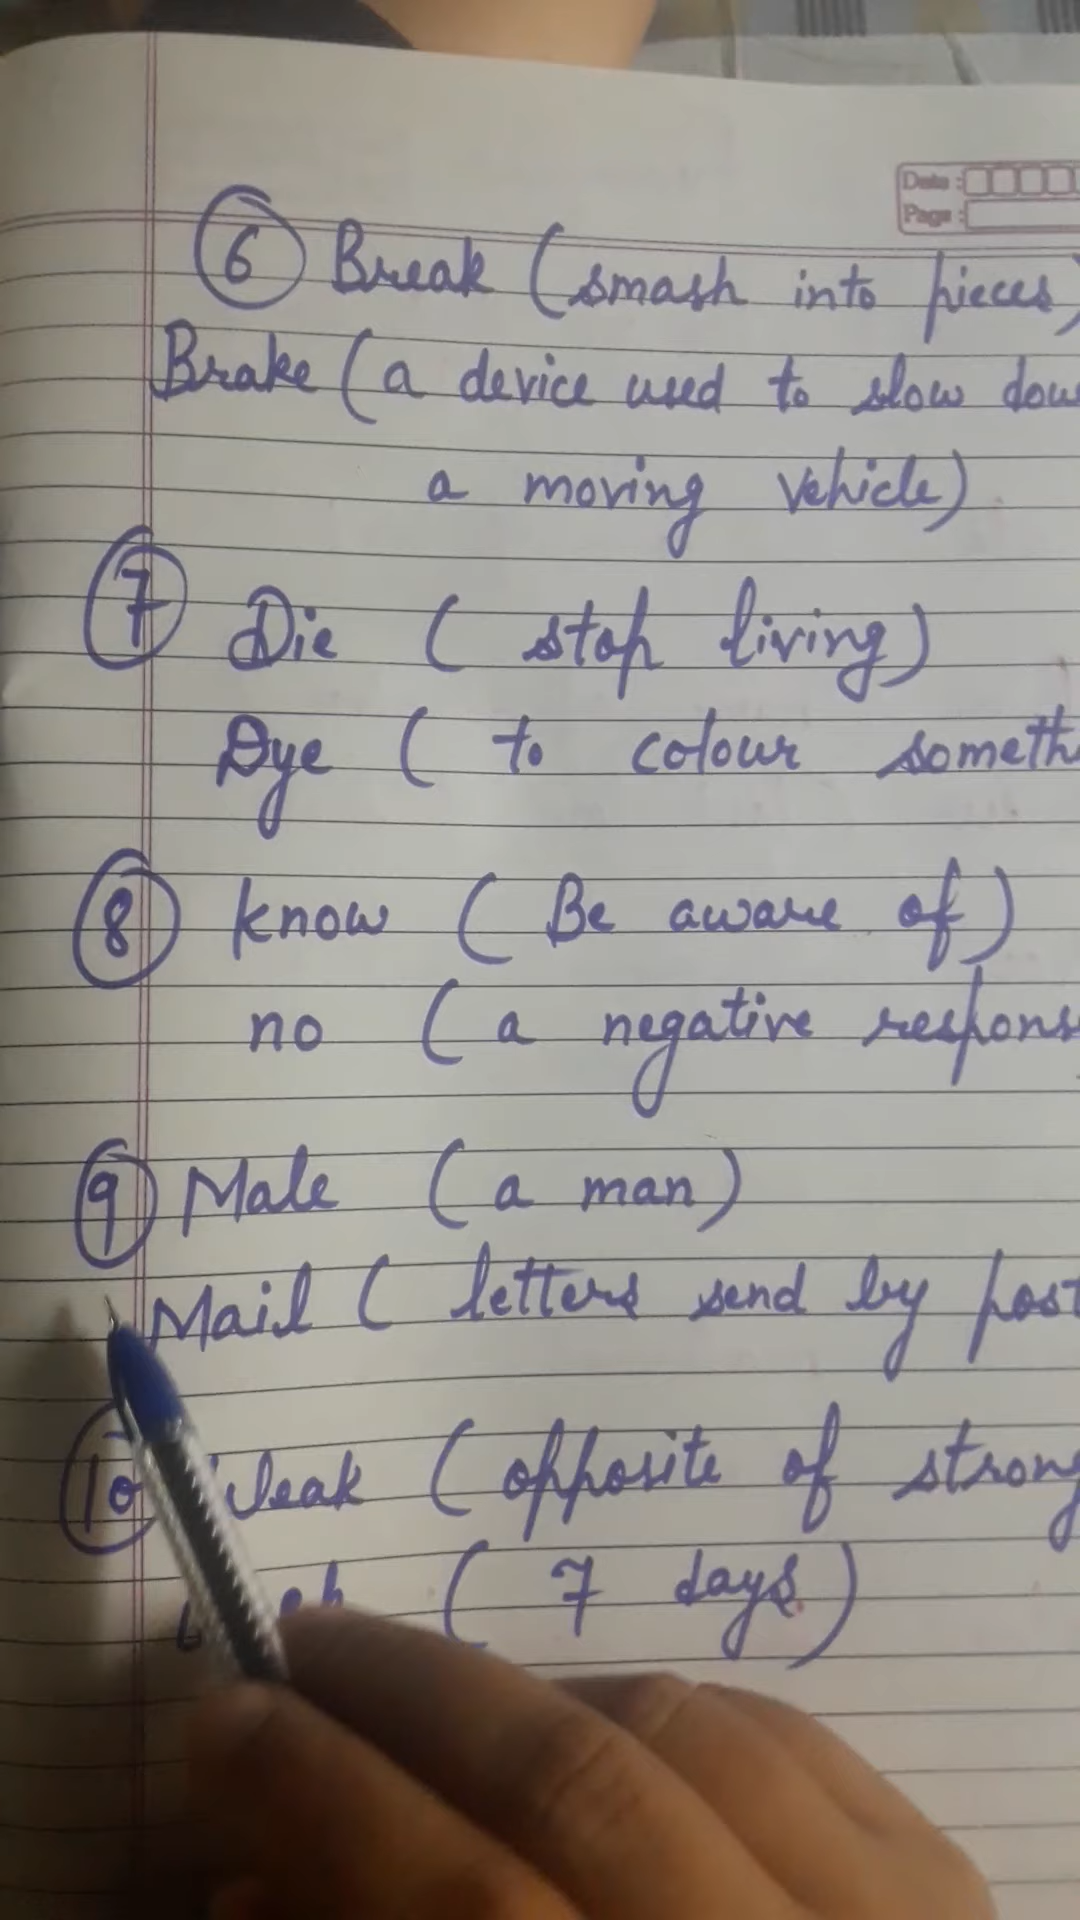 Date :
Page :
6 Break (smash into pieces)
Brake (a device used to slow dow
a moving vehicle)
7 Die ( stop living)
Dye ( to colour someth
8 know ( Be aware of )
no ( a negative respons
9 Male ( a man)
Mail ( letters send by post
10 Weak ( opposite of strong
( 7 days )